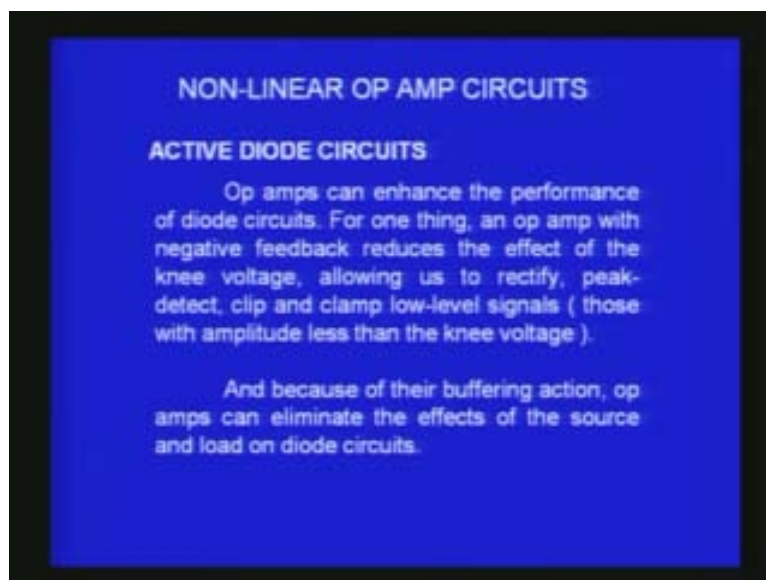 NON-LINEAR OP AMP CIRCUITS
ACTIVE DIODE CIRCUITS
Op amps can enhance the performance
of diode circuits. For one thing, an op amp with
negative feedback reduces the effect of the
knee voltage, allowing us to rectify, peak-
detect, clip and clamp low-level signals ( those
with amplitude less than the knee voltage ).
And because of their buffering action, op
amps can eliminate the effects of the source
and load on diode circuits.